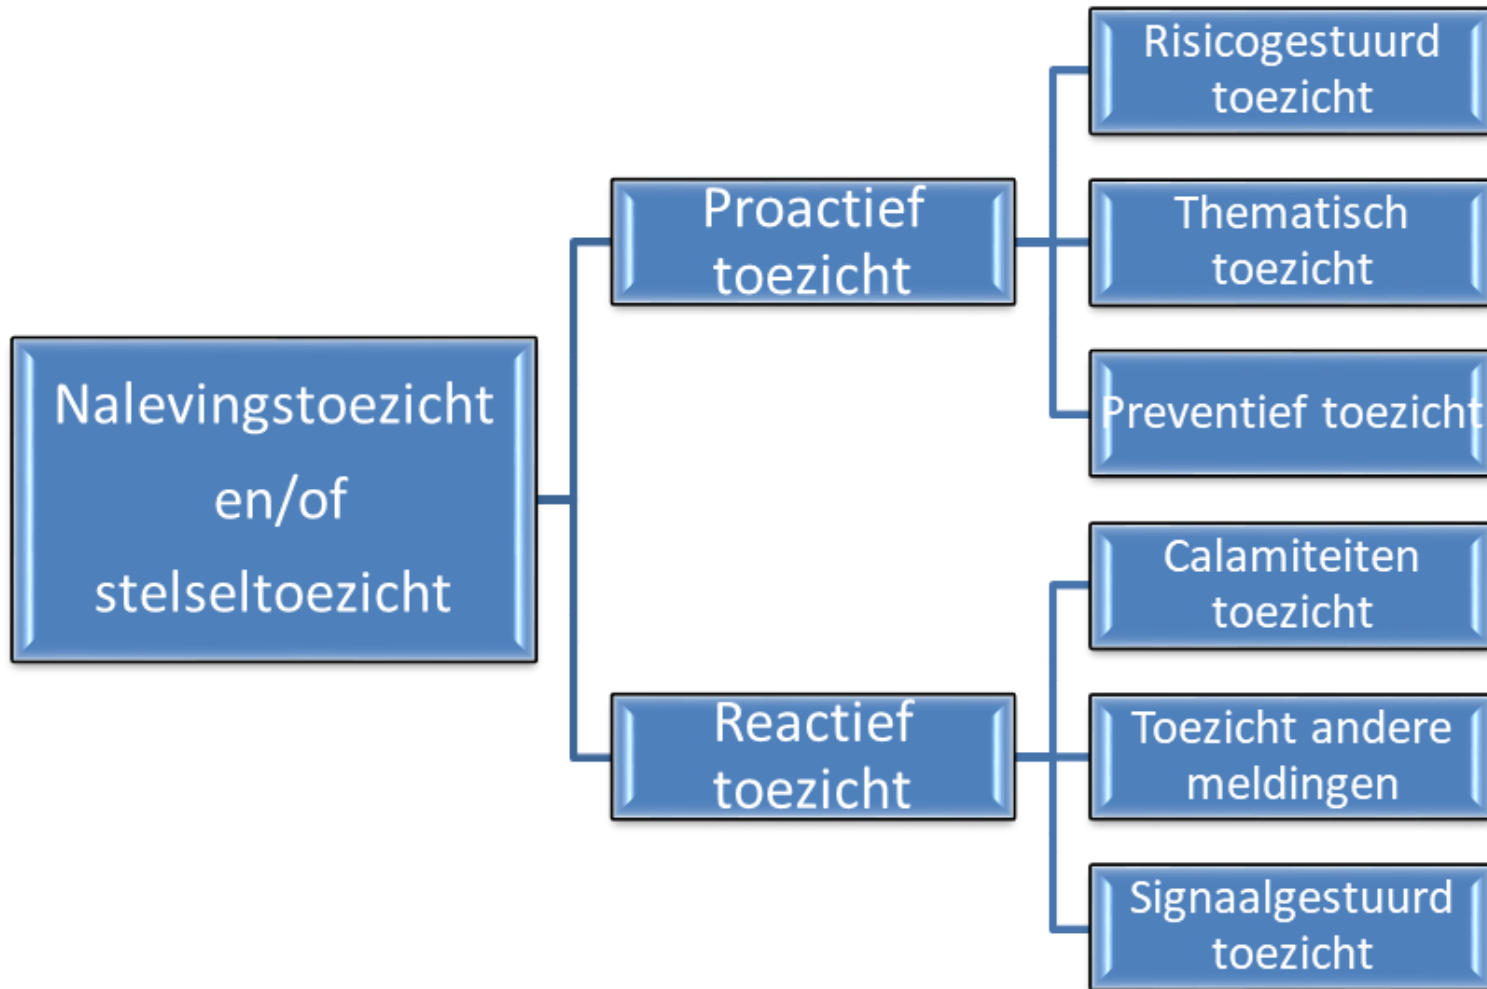 Nalevingstoezicht
en/of
stelseltoezicht
Proactief
toezicht
Risicogestuurd
toezicht
Thematisch
toezicht
Preventief toezicht
Reactief
toezicht
Calamiteiten
toezicht
Toezicht andere
meldingen
Signaalgestuurd
toezicht